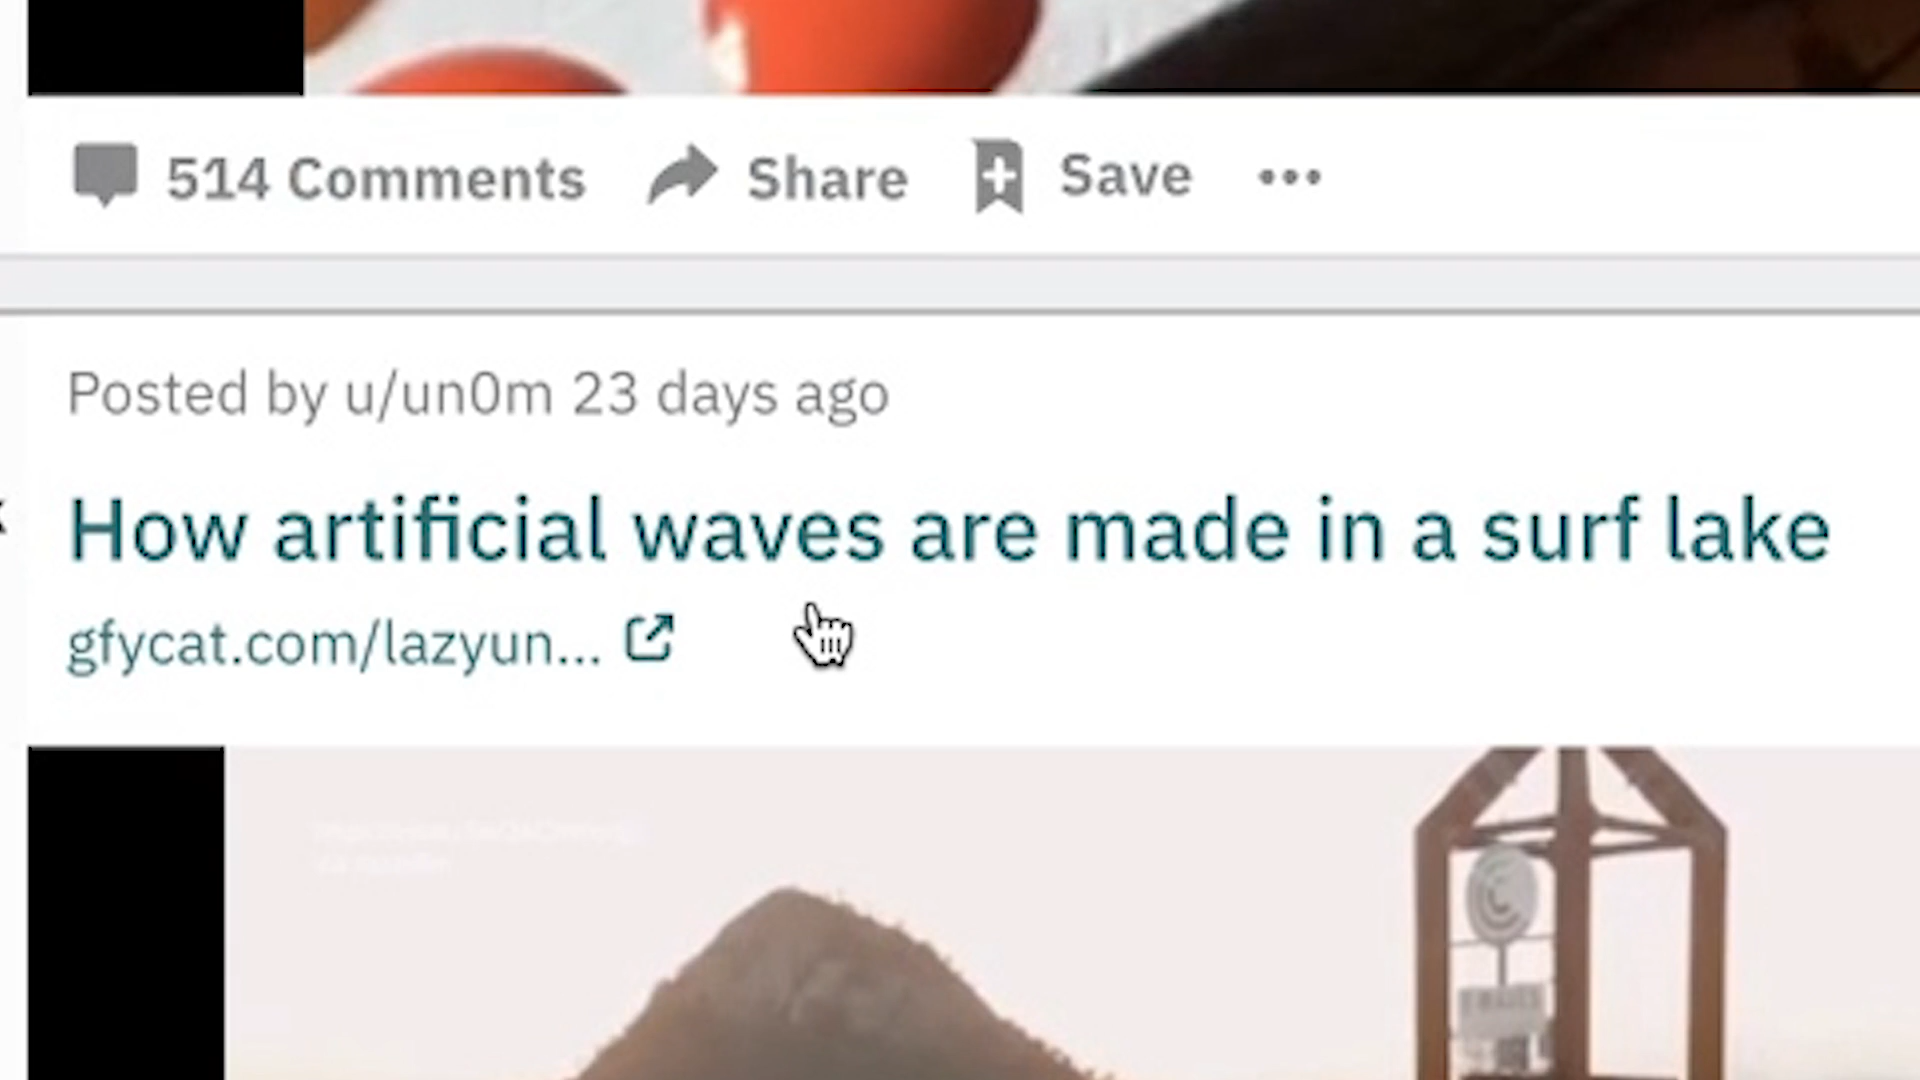 514 Comments Share Save ...
Posted by u/un0m 23 days ago
How artificial waves are made in a surf lake
gfycat.com/lazyun...